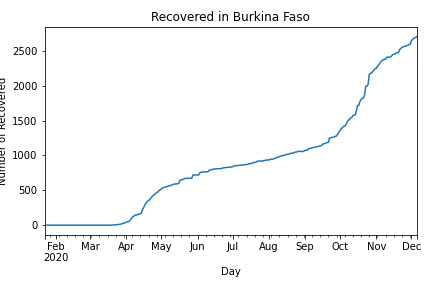 Recovered in Burkina Faso
Number of Recovered
2500
2000
1500
1000
500
0
Feb Mar Apr May Jun Jul Aug Sep Oct Nov Dec
2020
Day